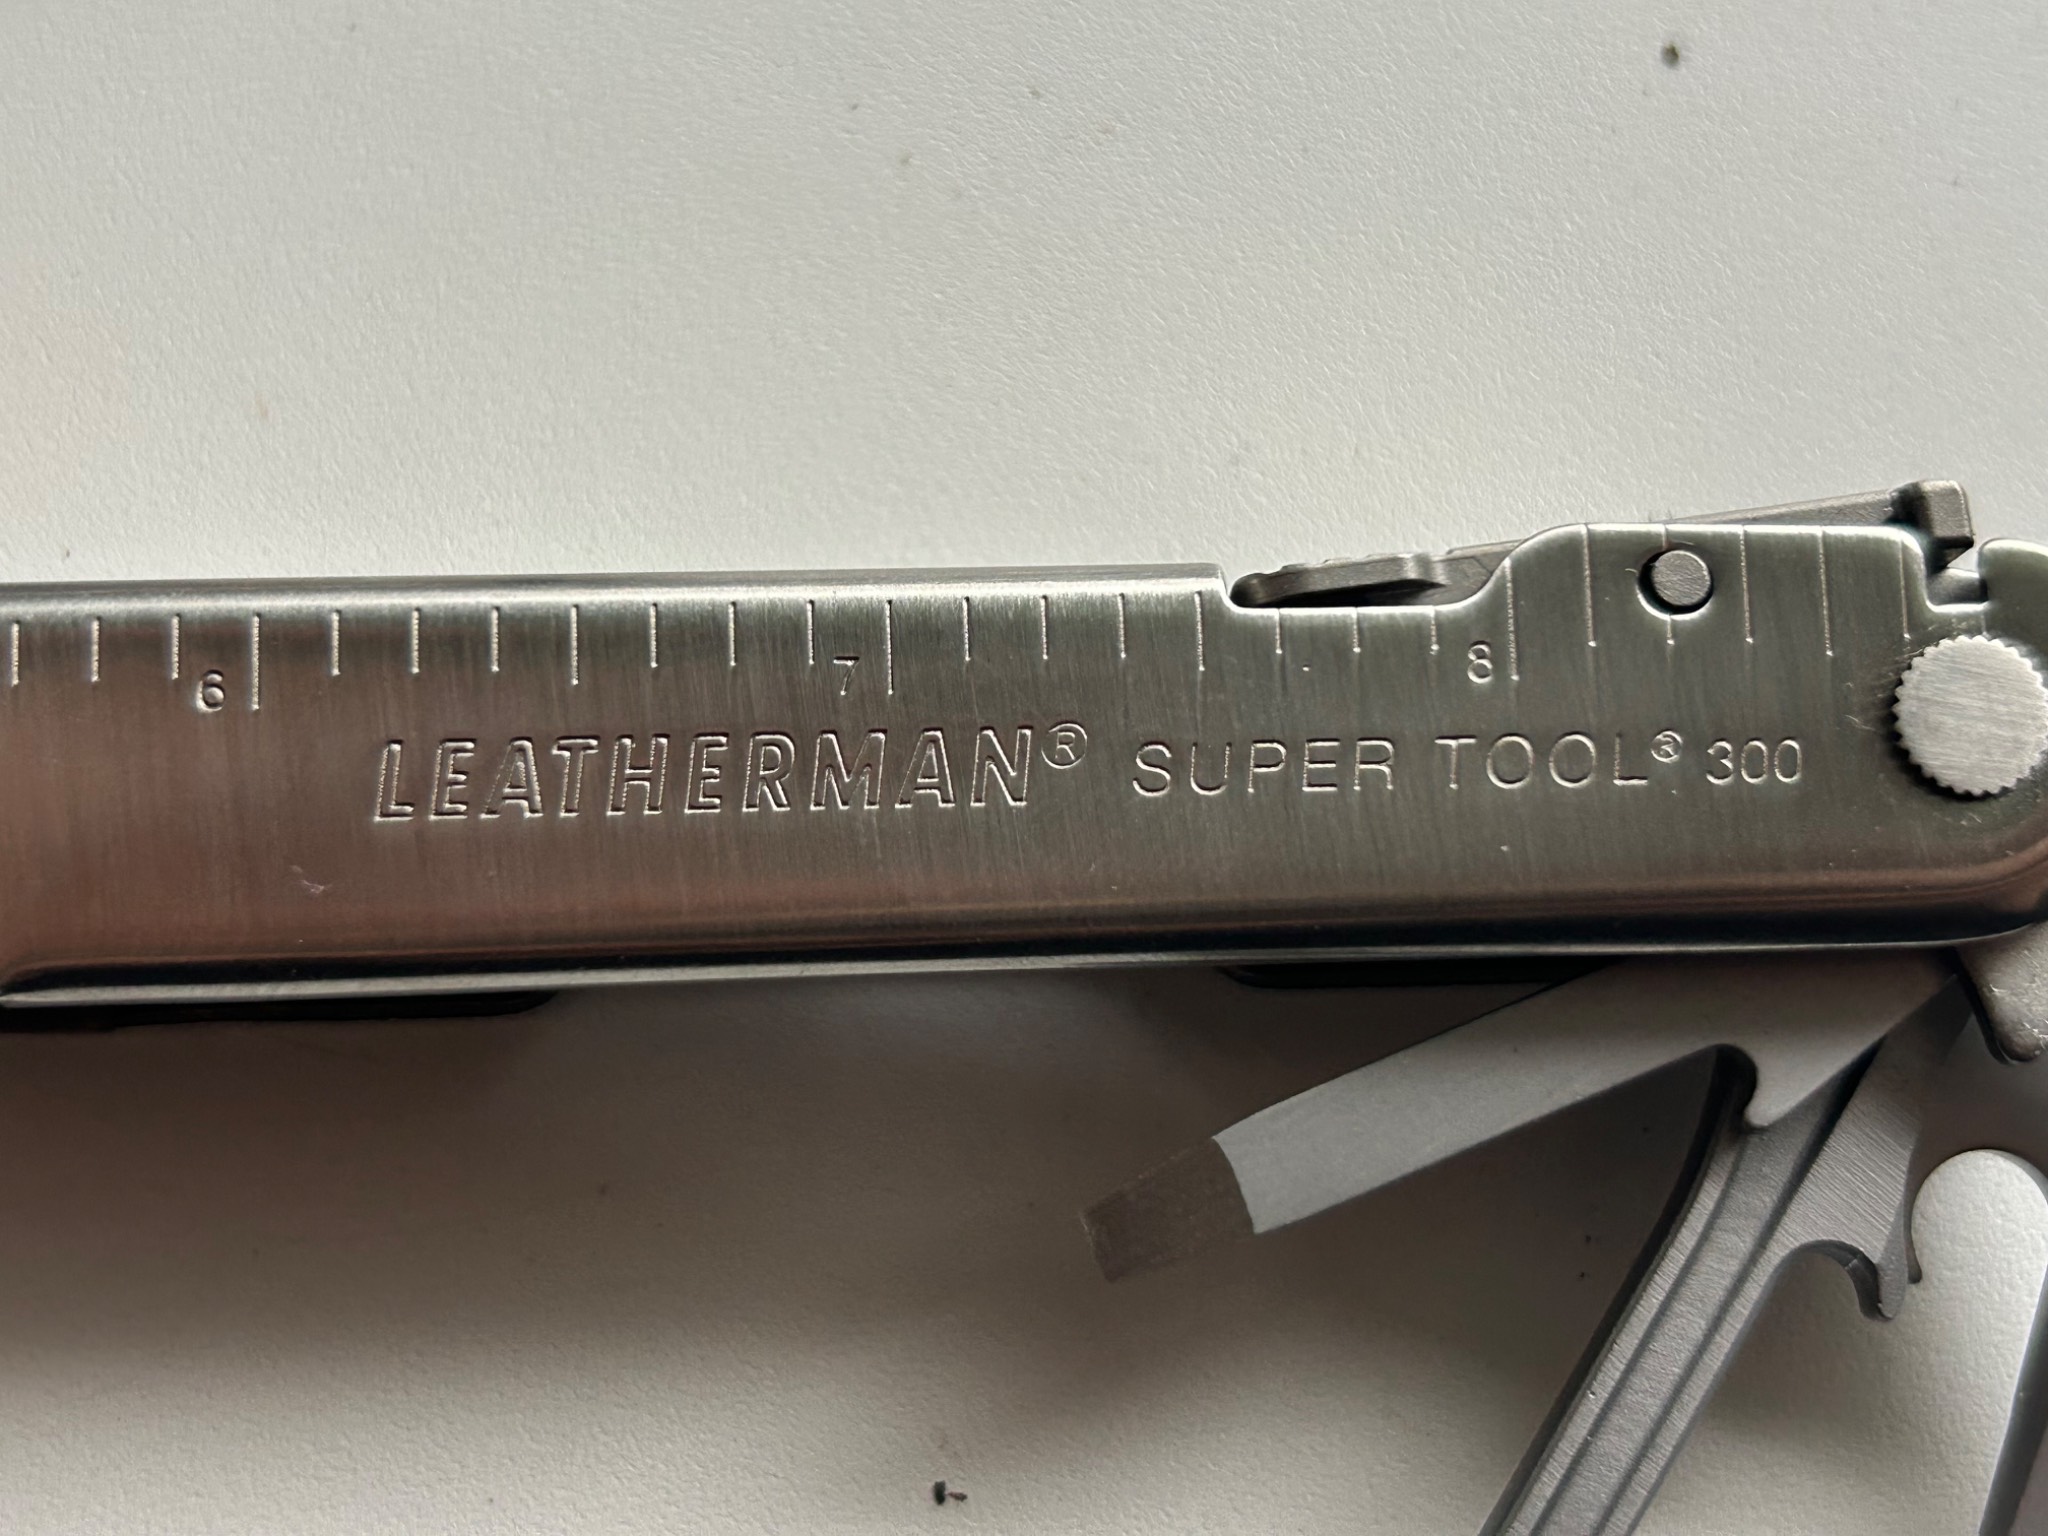 6 7 8
LEATHERMAN® SUPER TOOL® 300